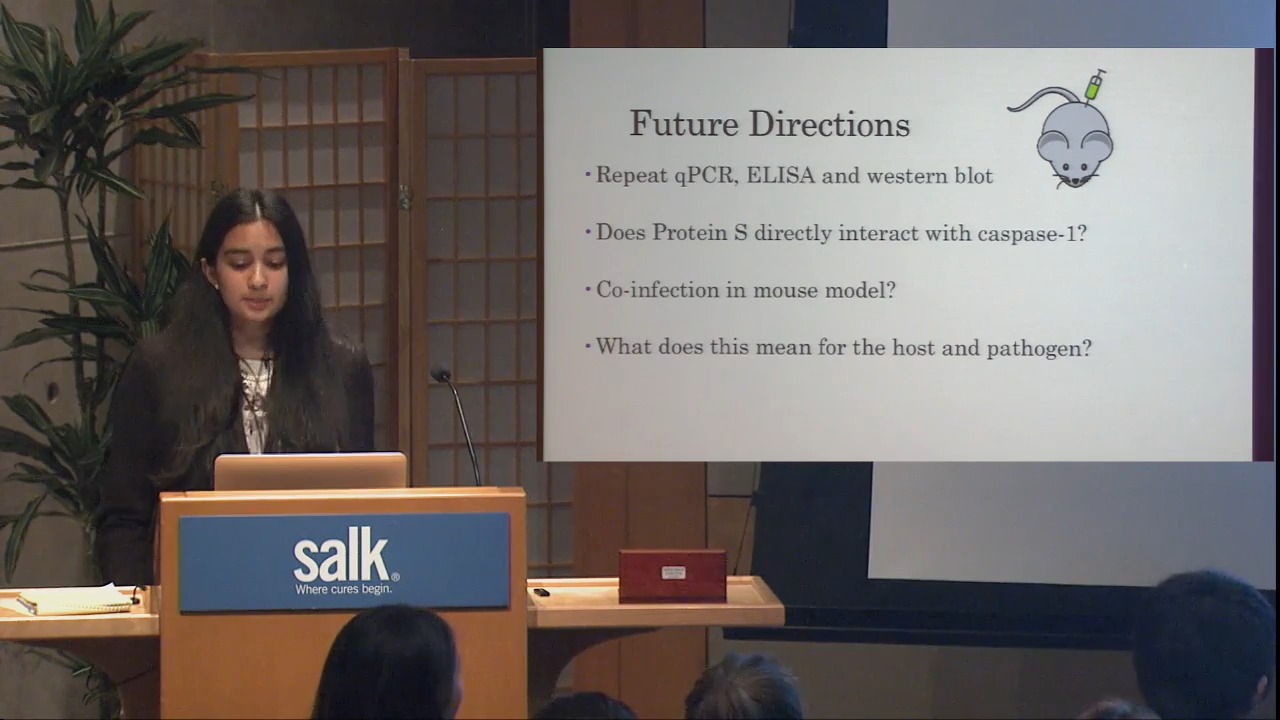 Future Directions
• Repeat qPCR, ELISA and western blot
• Does Protein S directly interact with caspase-1?
• Co-infection in mouse model?
• What does this mean for the host and pathogen?
salk®
Where cures begin.